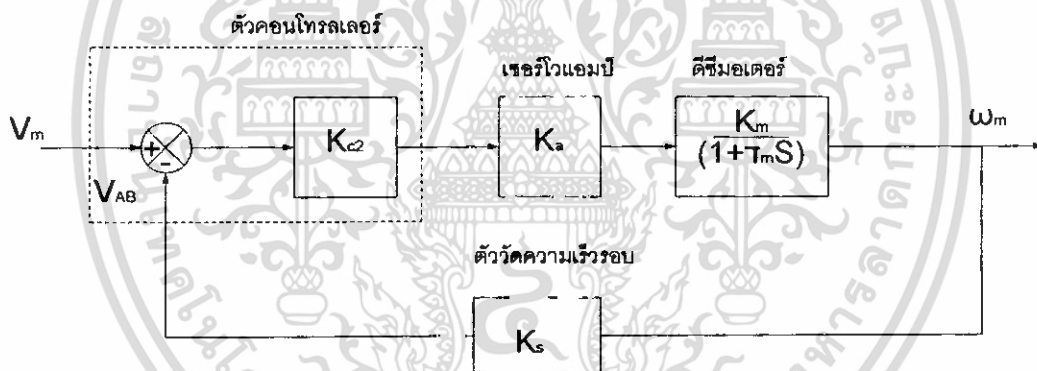 ตัวคอนโทรลเลอร์
เซอร์โวแอมป์
ดีซีมอเตอร์
Vm
+
-
Kc2
Ka
Km
(1+τmS)
ωm
VAB
ตัววัดความเร็วรอบ
Ks